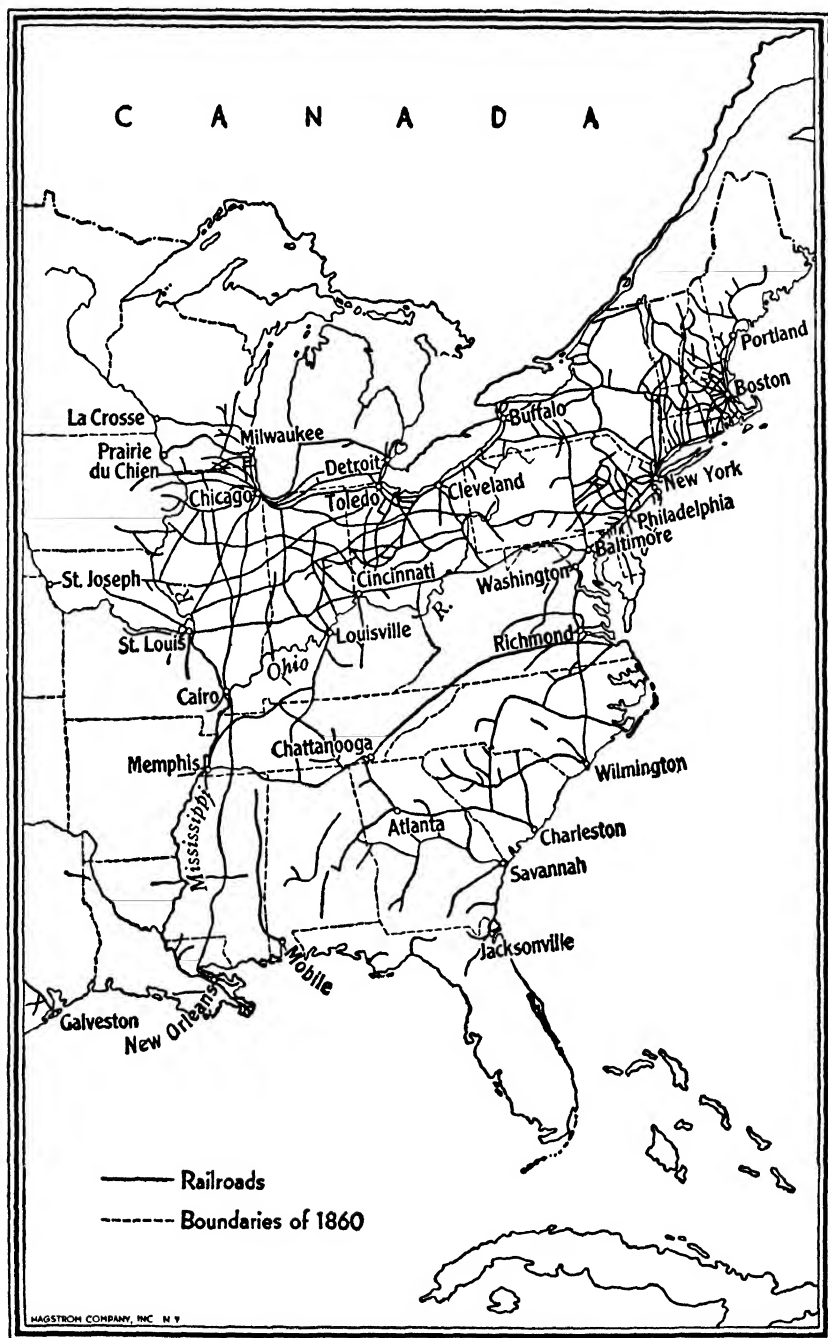 CANADA
Portland
Boston
La Crosse
Milwaukee
Buffalo
Prairie
du Chien
Detroit
New York
Chicago
Toledo
Cleveland
Philadelphia
Baltimore
St. Joseph
Cincinnati
Washington
R.
R.
St. Louis
Louisville
Richmond
Ohio
Cairo
Chattanooga
Memphis
Wilmington
Mississippi
Atlanta
Charleston
Savannah
Jacksonville
Mobile
New Orleans
Galveston
Railroads
Boundaries of 1860
HAGSTROM COMPANY, INC N Y